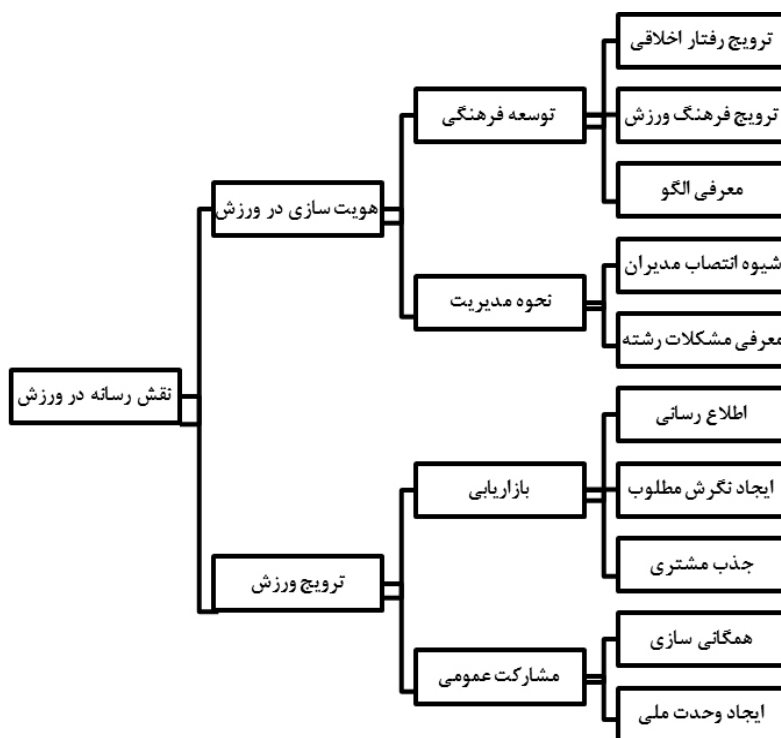 نقش رسانه در ورزش
هویت سازی در ورزش
توسعه فرهنگی
ترویج رفتار اخلاقی
ترویج فرهنگ ورزش
معرفی الگو
نحوه مدیریت
شیوه انتصاب مدیران
معرفی مشکلات رشته
ترویج ورزش
بازاریابی
اطلاع رسانی
ایجاد نگرش مطلوب
جذب مشتری
مشارکت عمومی
همگانی سازی
ایجاد وحدت ملی